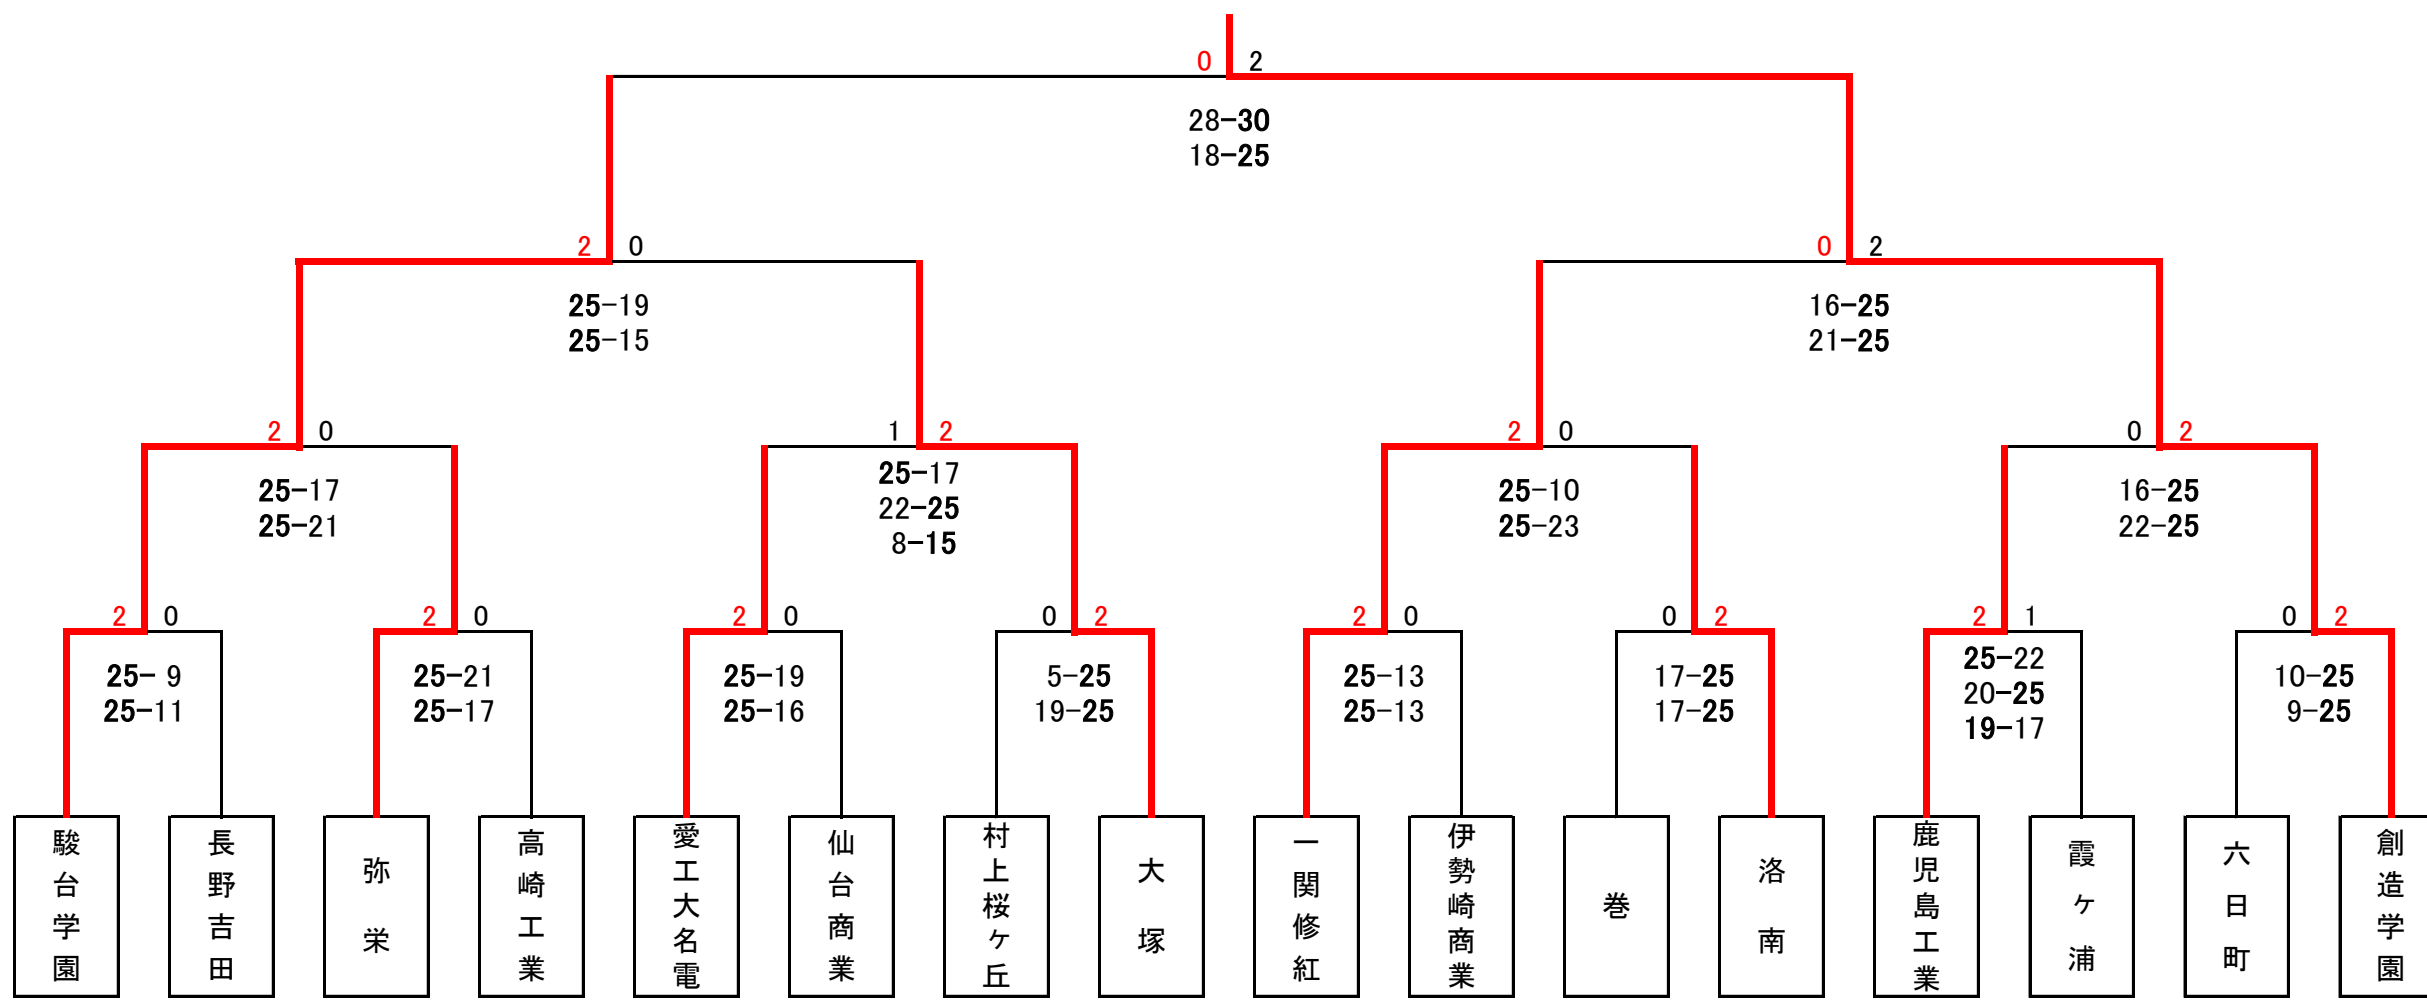 0 2
28-30
18-25
2 0
0 2
25-19
25-15
16-25
21-25
2 0
1 2
2 0
0 2
25-17
25-21
25-17
22-25
8-15
25-10
25-23
16-25
22-25
2 0
2 0
2 0
0 2
2 0
0 2
2 1
0 2
25- 9
25-11
25-21
25-17
25-19
25-16
5-25
19-25
25-13
25-13
17-25
17-25
25-22
20-25
19-17
10-25
9-25
駿台学園
長野吉田
弥栄
高崎工業
愛工大名電
仙台商業
村上桜ヶ丘
大塚
一関修紅
伊勢崎商業
巻
洛南
鹿児島工業
霞ヶ浦
六日町
創造学園